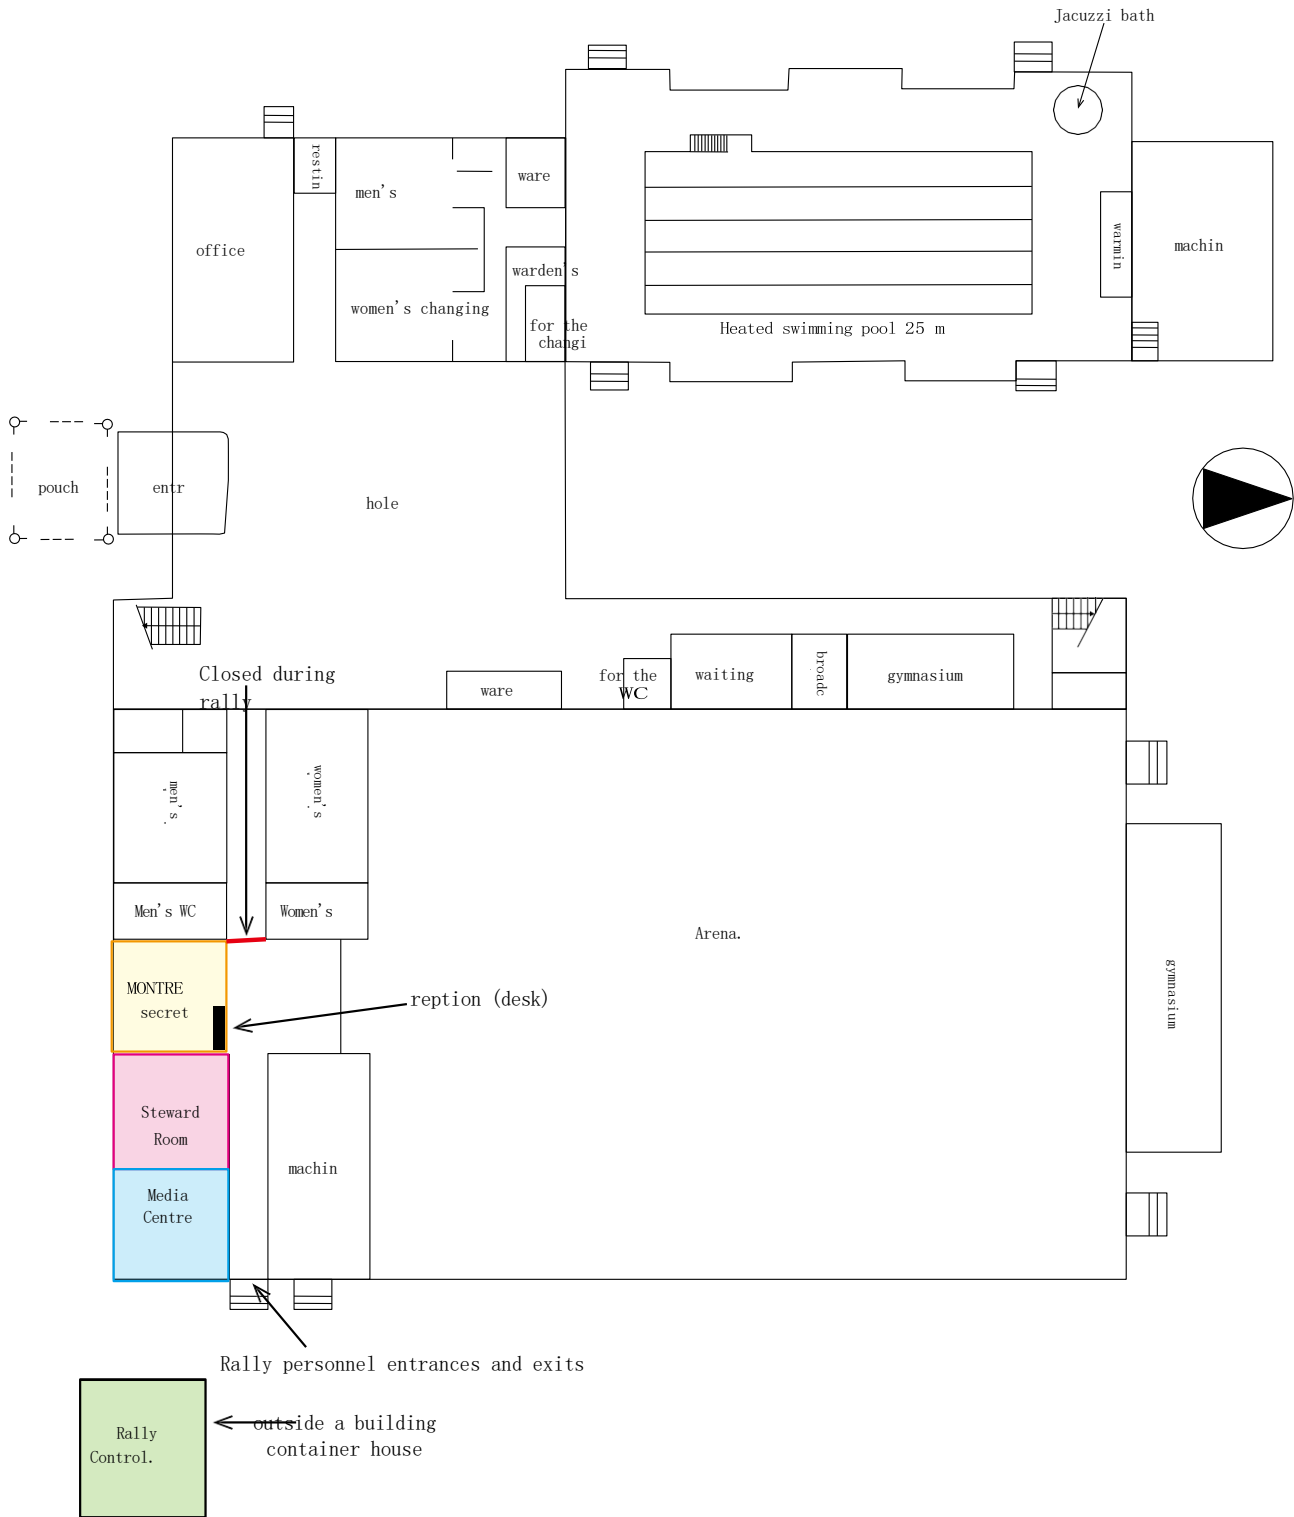 Jacuzzi bath
restin
men's
ware
office
warden's
women's changing
for the
changi
warmin
machin
Heated swimming pool 25 m
pouch
entr
hole
Closed during
rally
ware
for the
WC
waiting
broadc
gymnasium
men's
women's
Men's WC
Women's
Arena.
MONTRE
secret
reption (desk)
gymnasium
Steward
Room
machin
Media
Centre
Rally personnel entrances and exits
outside a building
container house
Rally
Control.